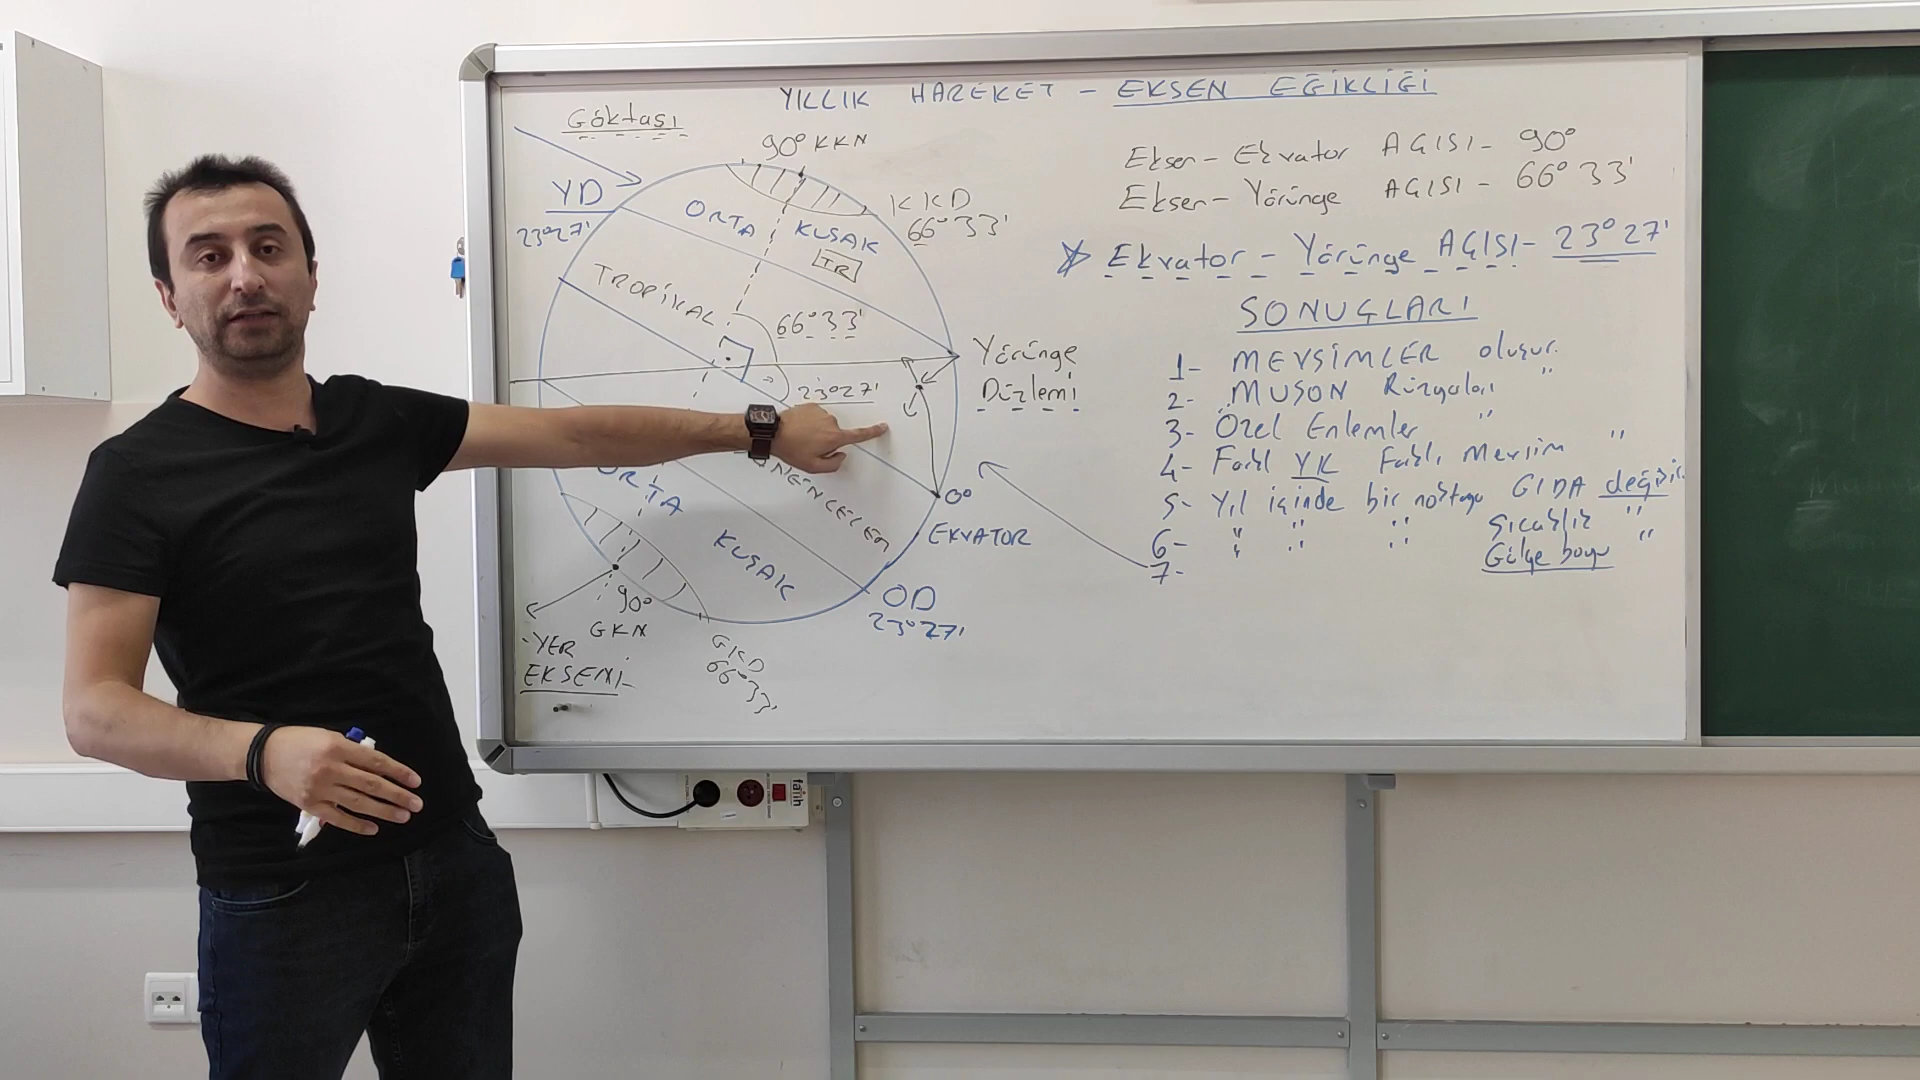 YILLIK HAREKET - EKSEN EĞİKLİĞİ
Göktaşı
90° KKN
YD
23°27'
ORTA KUŞAK
TR
KKD
66°33'
TROPİKAL
66°33'
23°27'
Yörünge
Düzlemi
0°
EKVATOR
ORTA
KUŞAK
OD
23°27'
90°
GKN
GKD
66°33'
YER
EKSENİ
Eksen - Ekvator AÇISI - 90°
Eksen - Yörünge AÇISI - 66°33'
Ekvator - Yörünge AÇISI - 23°27'
SONUÇLARI
1- MEVSİMLER oluşur.
2- MUSON Rüzgaları "
3- Özel Enlemler "
4- Farklı YK Farklı Mevsim "
5- Yıl içinde bir noktaya GIDA değişir.
6- " " " Sıcaklık "
7- Gölge boyu "
fatih